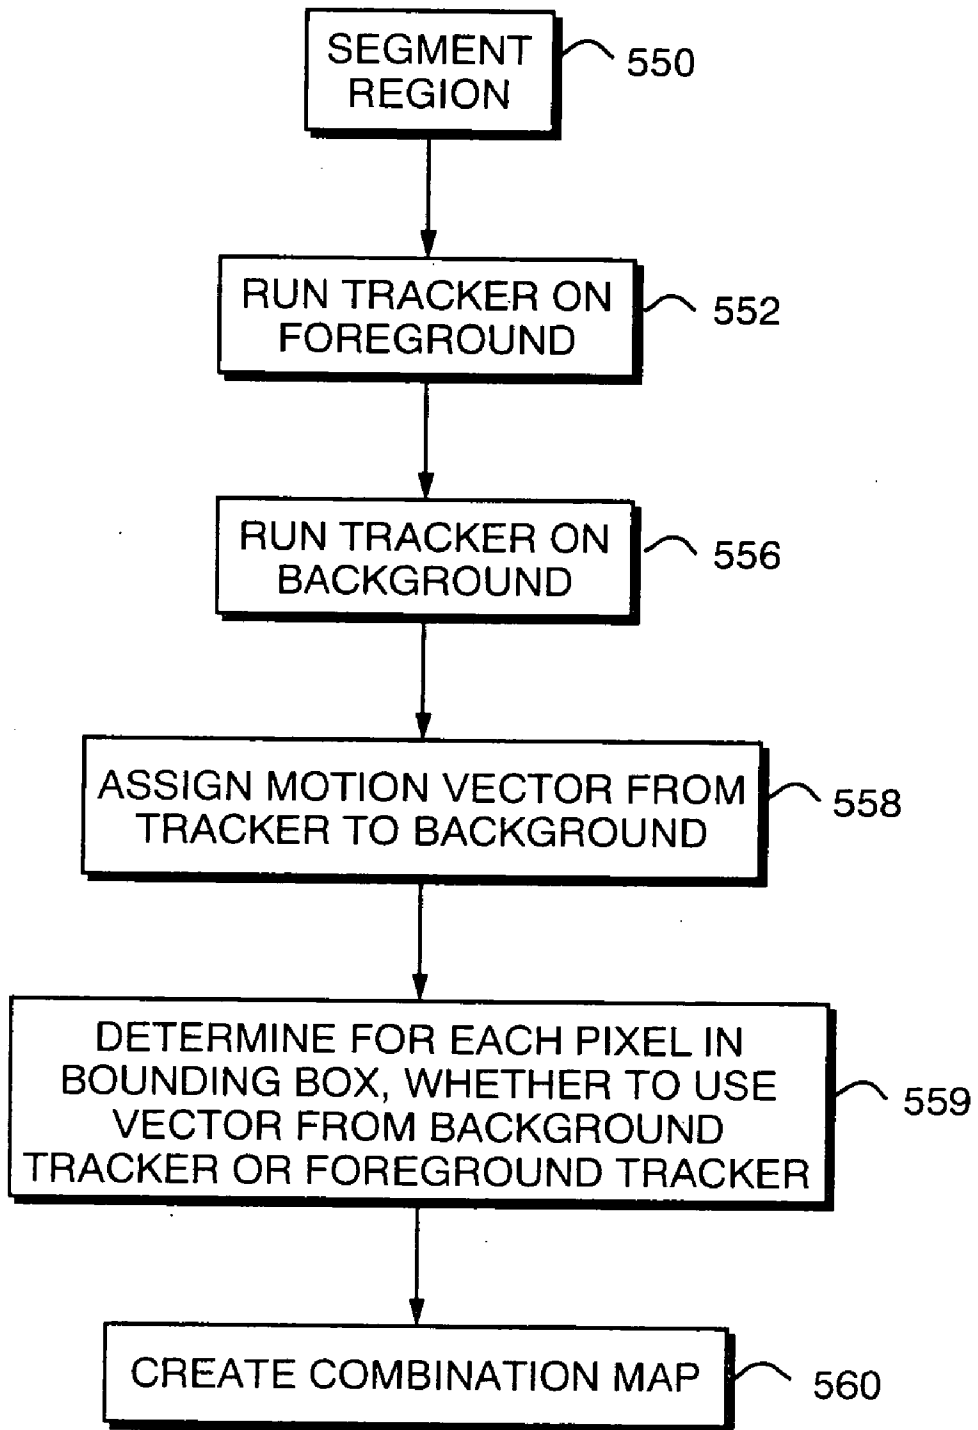 SEGMENT
REGION
550
RUN TRACKER ON
FOREGROUND
552
RUN TRACKER ON
BACKGROUND
556
ASSIGN MOTION VECTOR FROM
TRACKER TO BACKGROUND
558
DETERMINE FOR EACH PIXEL IN
BOUNDING BOX, WHETHER TO USE
VECTOR FROM BACKGROUND
TRACKER OR FOREGROUND TRACKER
559
CREATE COMBINATION MAP
560